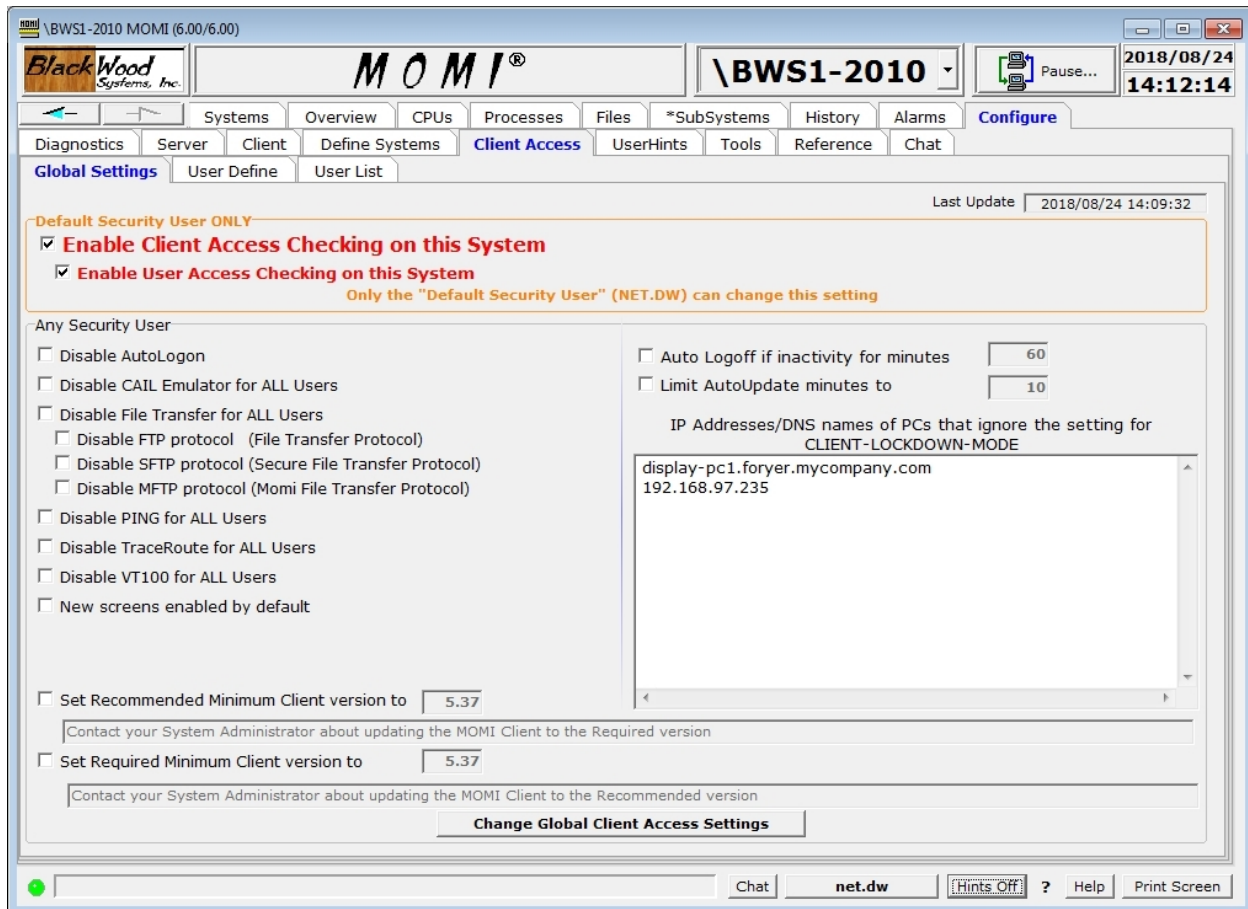 \BWS1-2010 MOMI (6.00/6.00)
BlackWood
Systems, Inc.
MOMI®
\BWS1-2010
Pause...
2018/08/24
14:12:14
Systems Overview CPUs Processes Files *SubSystems History Alarms Configure
Diagnostics Server Client Define Systems Client Access UserHints Tools Reference Chat
Global Settings User Define User List
Last Update 2018/08/24 14:09:32
Default Security User ONLY
Enable Client Access Checking on this System
Enable User Access Checking on this System
Only the "Default Security User" (NET.DW) can change this setting
Any Security User
Disable AutoLogon
Disable CAIL Emulator for ALL Users
Disable File Transfer for ALL Users
Disable FTP protocol (File Transfer Protocol)
Disable SFTP protocol (Secure File Transfer Protocol)
Disable MFTP protocol (Momi File Transfer Protocol)
Disable PING for ALL Users
Disable TraceRoute for ALL Users
Disable VT100 for ALL Users
New screens enabled by default
Auto Logoff if inactivity for minutes 60
Limit AutoUpdate minutes to 10
IP Addresses/DNS names of PCs that ignore the setting for
CLIENT-LOCKDOWN-MODE
display-pc1.foryer.mycompany.com
192.168.97.235
Set Recommended Minimum Client version to 5.37
Contact your System Administrator about updating the MOMI Client to the Required version
Set Required Minimum Client version to 5.37
Contact your System Administrator about updating the MOMI Client to the Recommended version
Change Global Client Access Settings
Chat net.dw Hints Off ? Help Print Screen